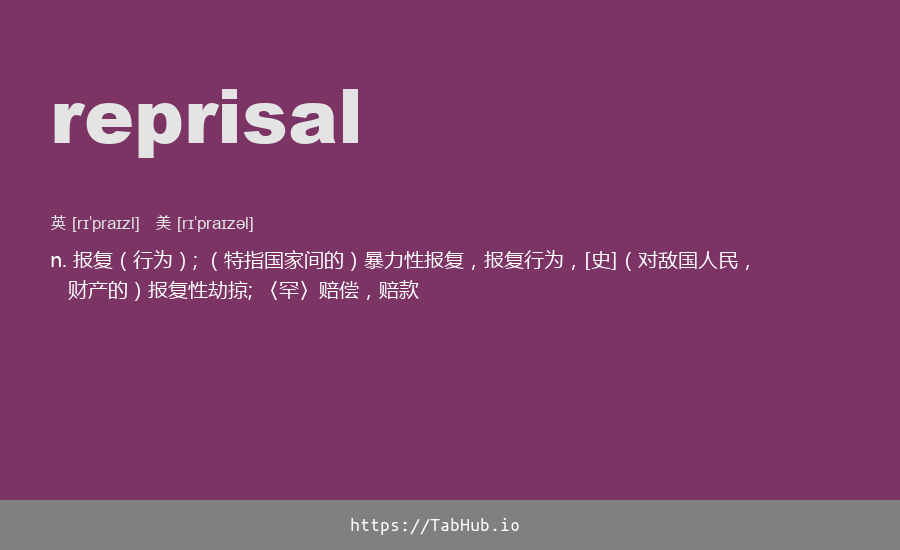 reprisal
英 [rɪˈpraɪzl]   美 [rɪˈpraɪzəl]
n. 报复（行为）; （特指国家间的）暴力性报复，报复行为，[史]（对敌国人民，
财产的）报复性劫掠; 〈罕〉赔偿，赔款
https://TabHub.io